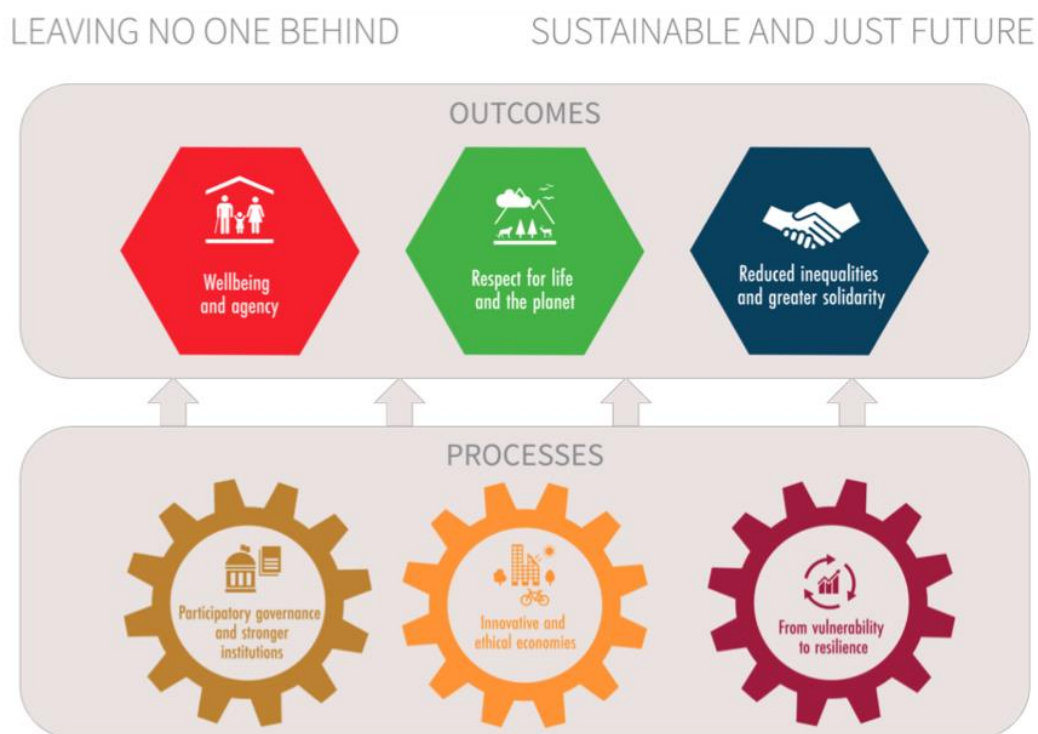 LEAVING NO ONE BEHIND
SUSTAINABLE AND JUST FUTURE
OUTCOMES
Wellbeing
and agency
Respect for life
and the planet
Reduced inequalities
and greater solidarity
PROCESSES
Participatory governance
and stronger
institutions
Innovative and
ethical economies
From vulnerability
to resilience